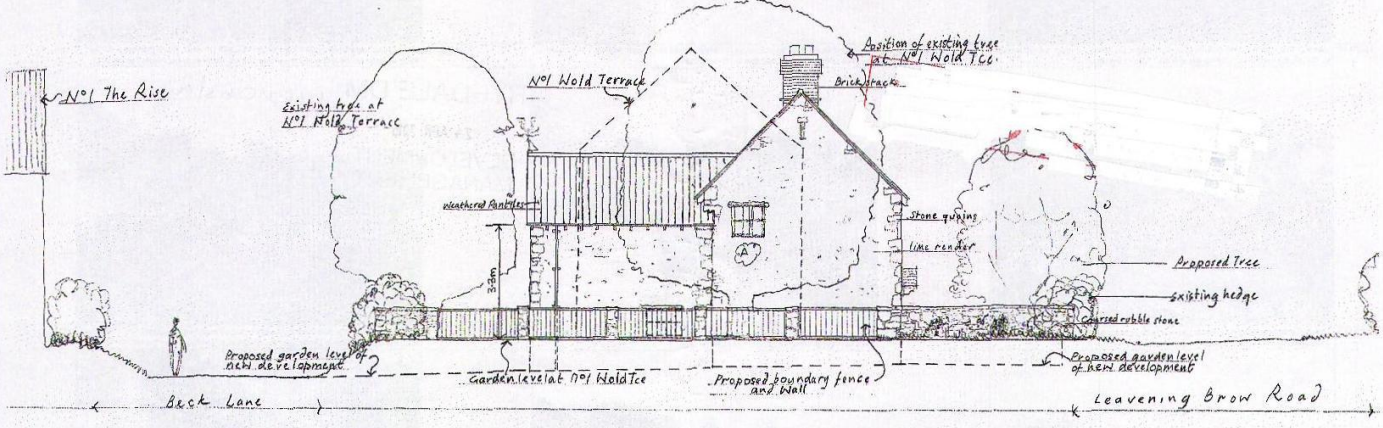 Nº1 The Rise
Existing tree at
Nº1 Wold Terrace
Nº1 Wold Terrace
Position of existing tree
at Nº1 Wold Tce.
Brick stack
Weathered Pantiles
3.3m
A
Stone quoins
lime render
Proposed Tree
Existing hedge
Coursed rubble stone
Proposed garden level of
new development
Garden level at Nº1 Wold Tce
Proposed boundary fence
and Wall
Proposed garden level
of new development
Beck Lane
Leavening Brow Road